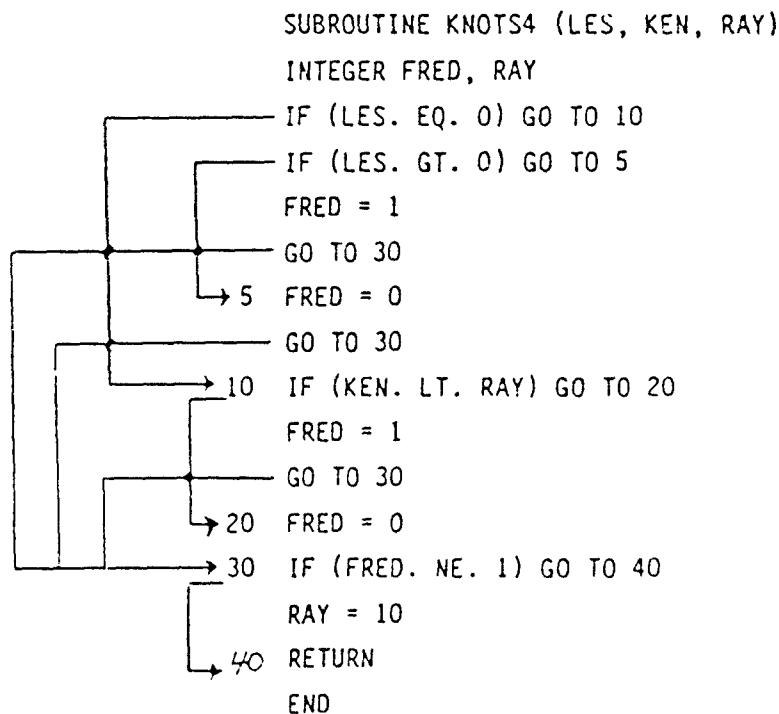 SUBROUTINE KNOTS4 (LES, KEN, RAY)
INTEGER FRED, RAY
IF (LES. EQ. 0) GO TO 10
IF (LES. GT. 0) GO TO 5
FRED = 1
GO TO 30
5 FRED = 0
GO TO 30
10 IF (KEN. LT. RAY) GO TO 20
FRED = 1
GO TO 30
20 FRED = 0
30 IF (FRED. NE. 1) GO TO 40
RAY = 10
40 RETURN
END